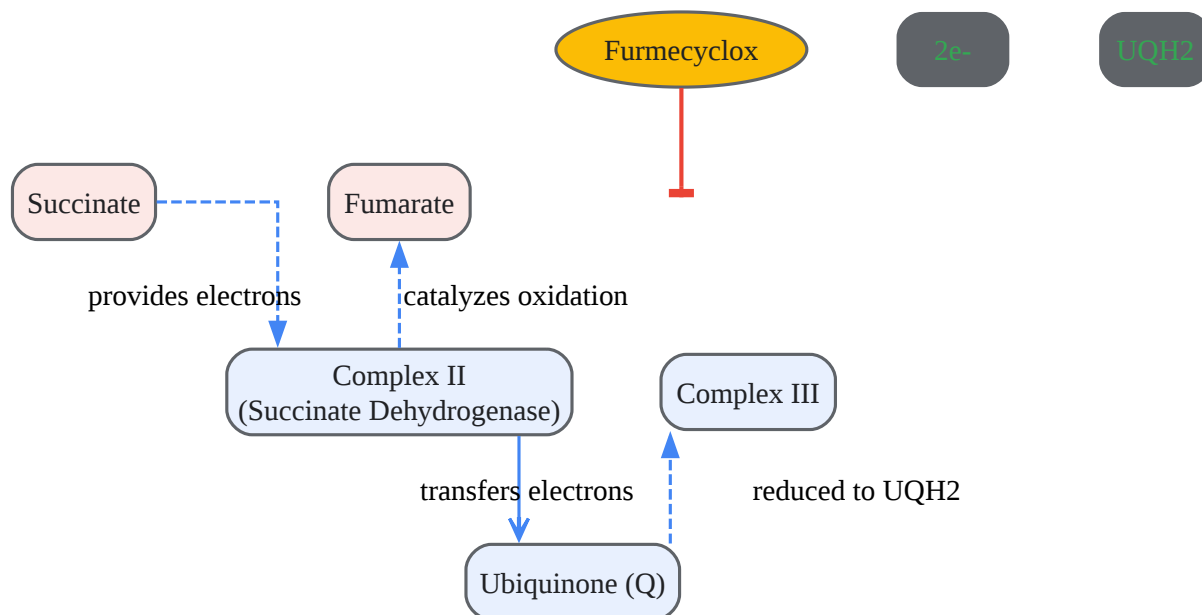 Furmecyclox
2e-
UQH2
Succinate
Fumarate
provides electrons
catalyzes oxidation
Complex II
(Succinate Dehydrogenase)
Complex III
transfers electrons
reduced to UQH2
Ubiquinone (Q)